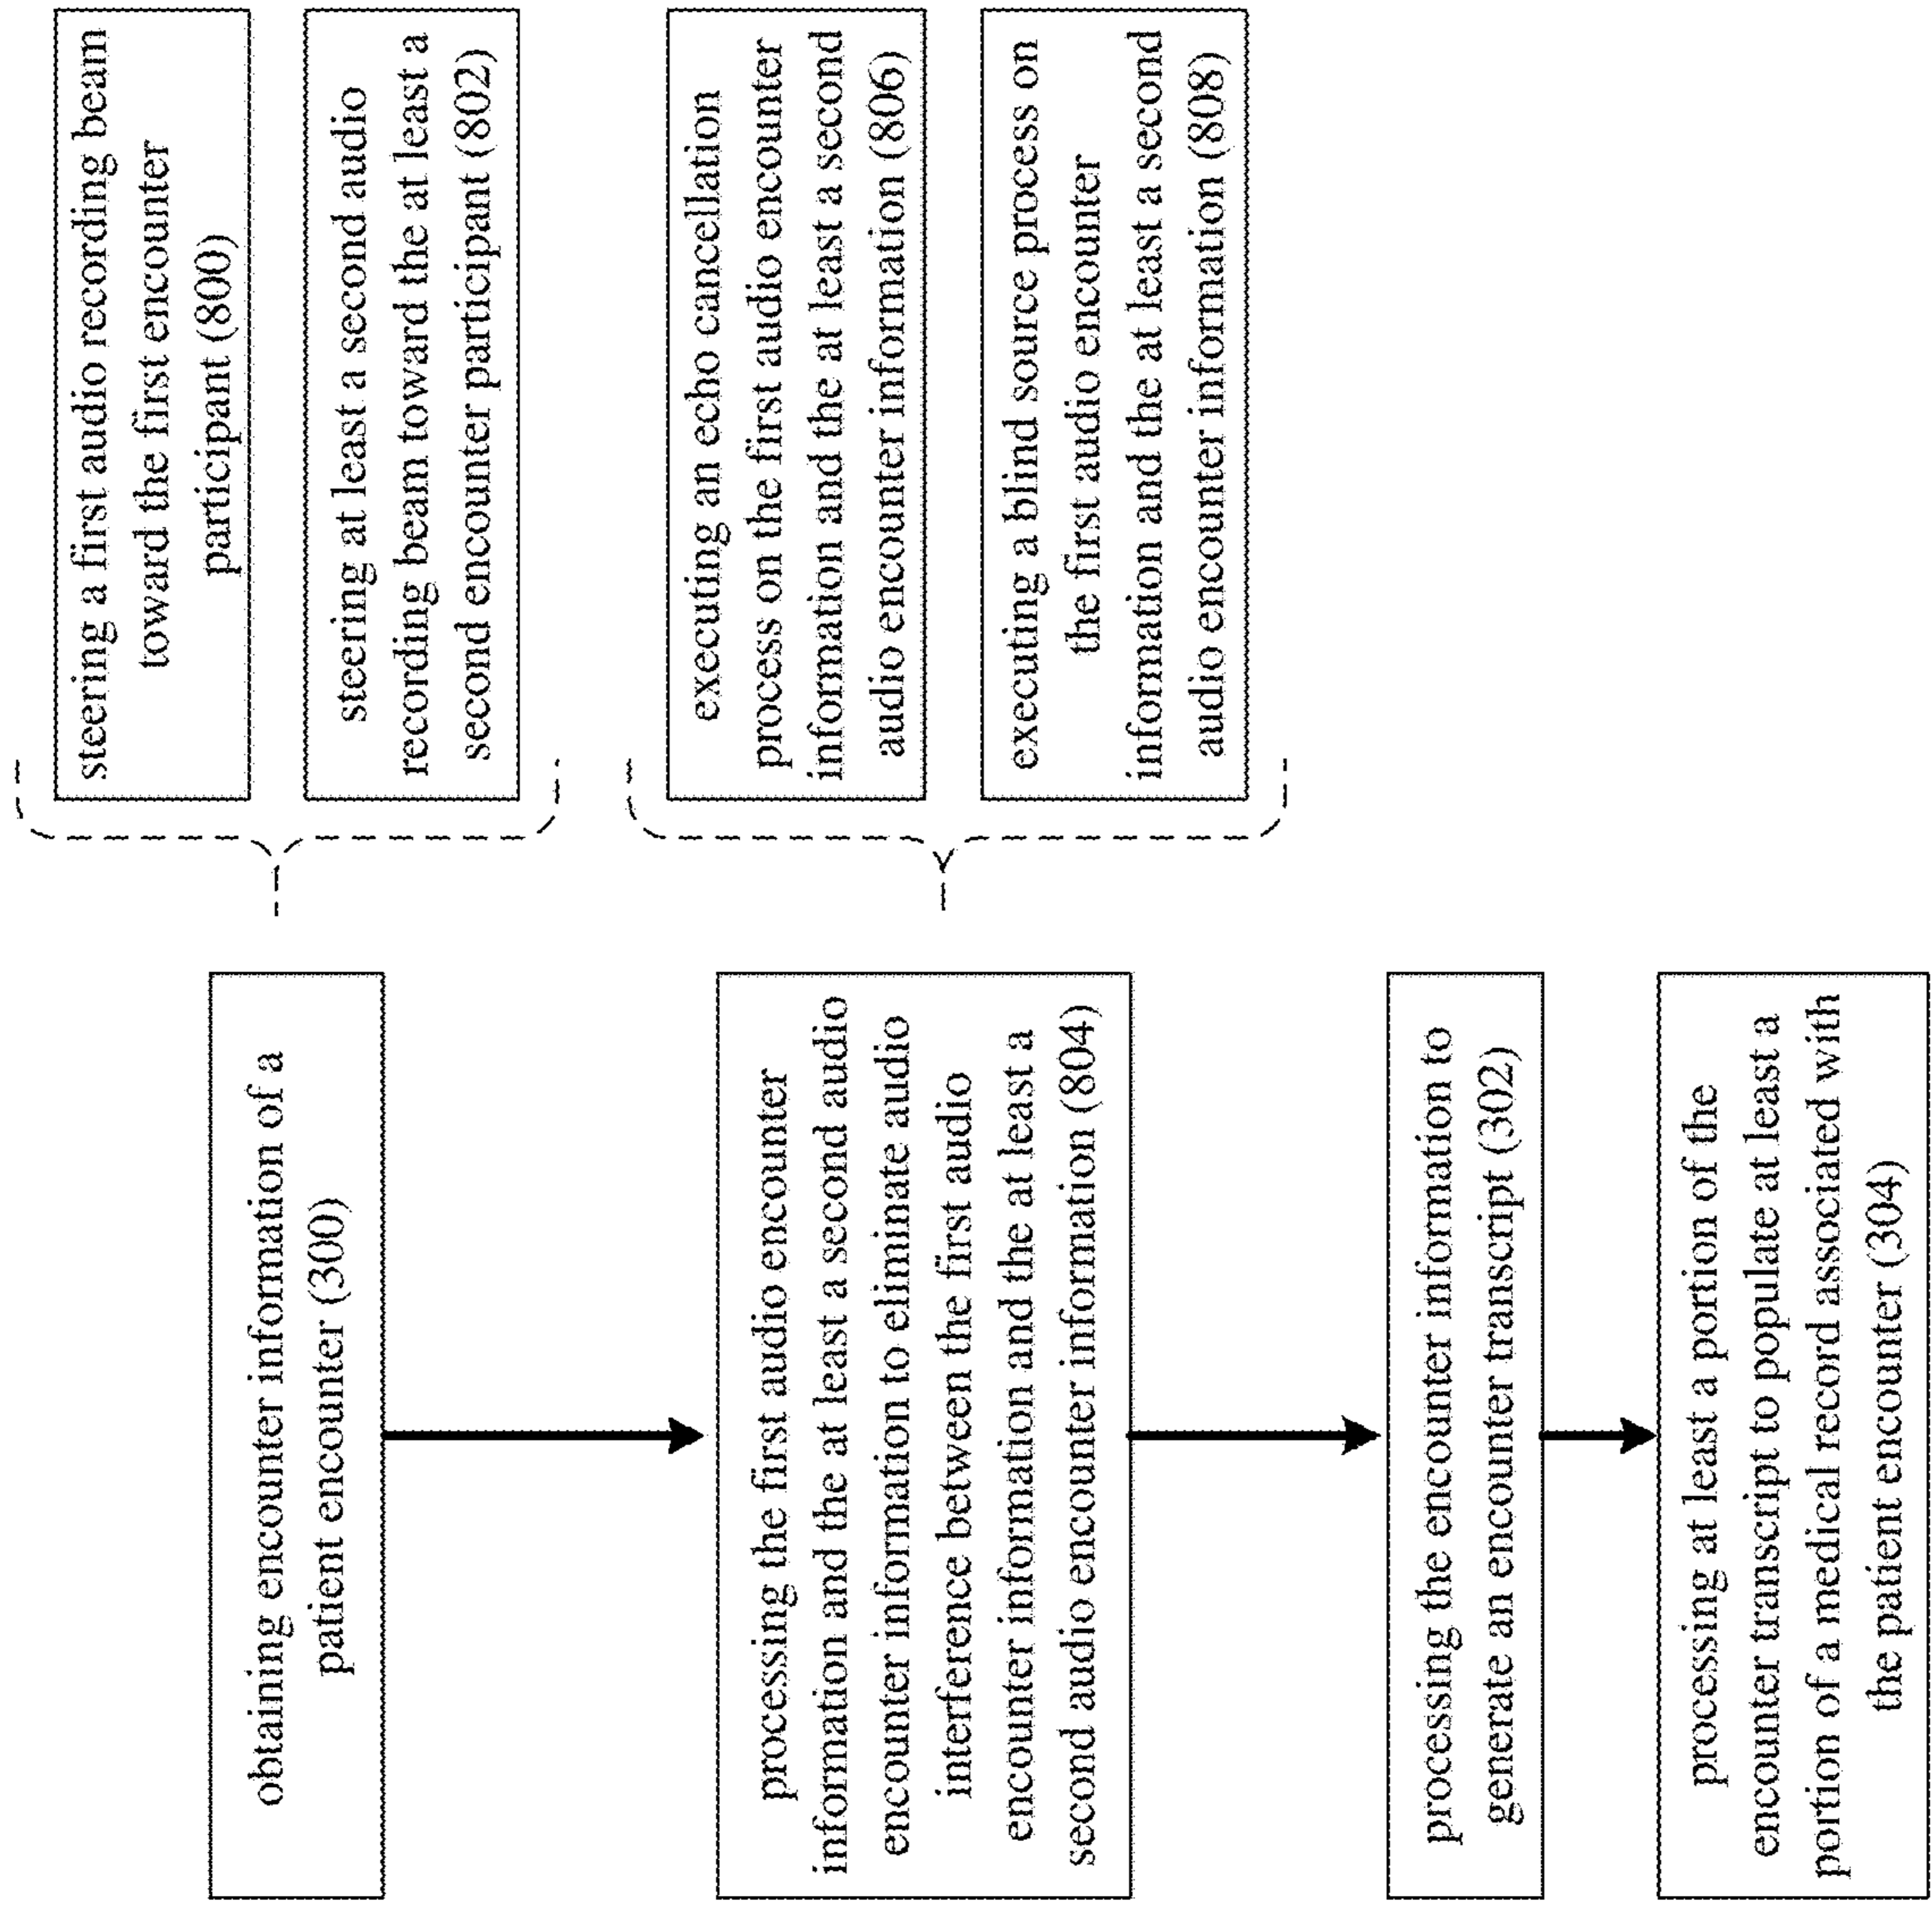 obtaining encounter information of a
patient encounter (300)
steering a first audio recording beam
toward the first encounter
participant (800)
steering at least a second audio
recording beam toward the at least a
second encounter participant (802)
processing the first audio encounter
information and the at least a second audio
encounter information to eliminate audio
interference between the first audio
encounter information and the at least a
second audio encounter information (804)
executing an echo cancellation
process on the first audio encounter
information and the at least a second
audio encounter information (806)
executing a blind source process on
the first audio encounter
information and the at least a second
audio encounter information (808)
processing the encounter information to
generate an encounter transcript (302)
processing at least a portion of the
encounter transcript to populate at least a
portion of a medical record associated with
the patient encounter (304)